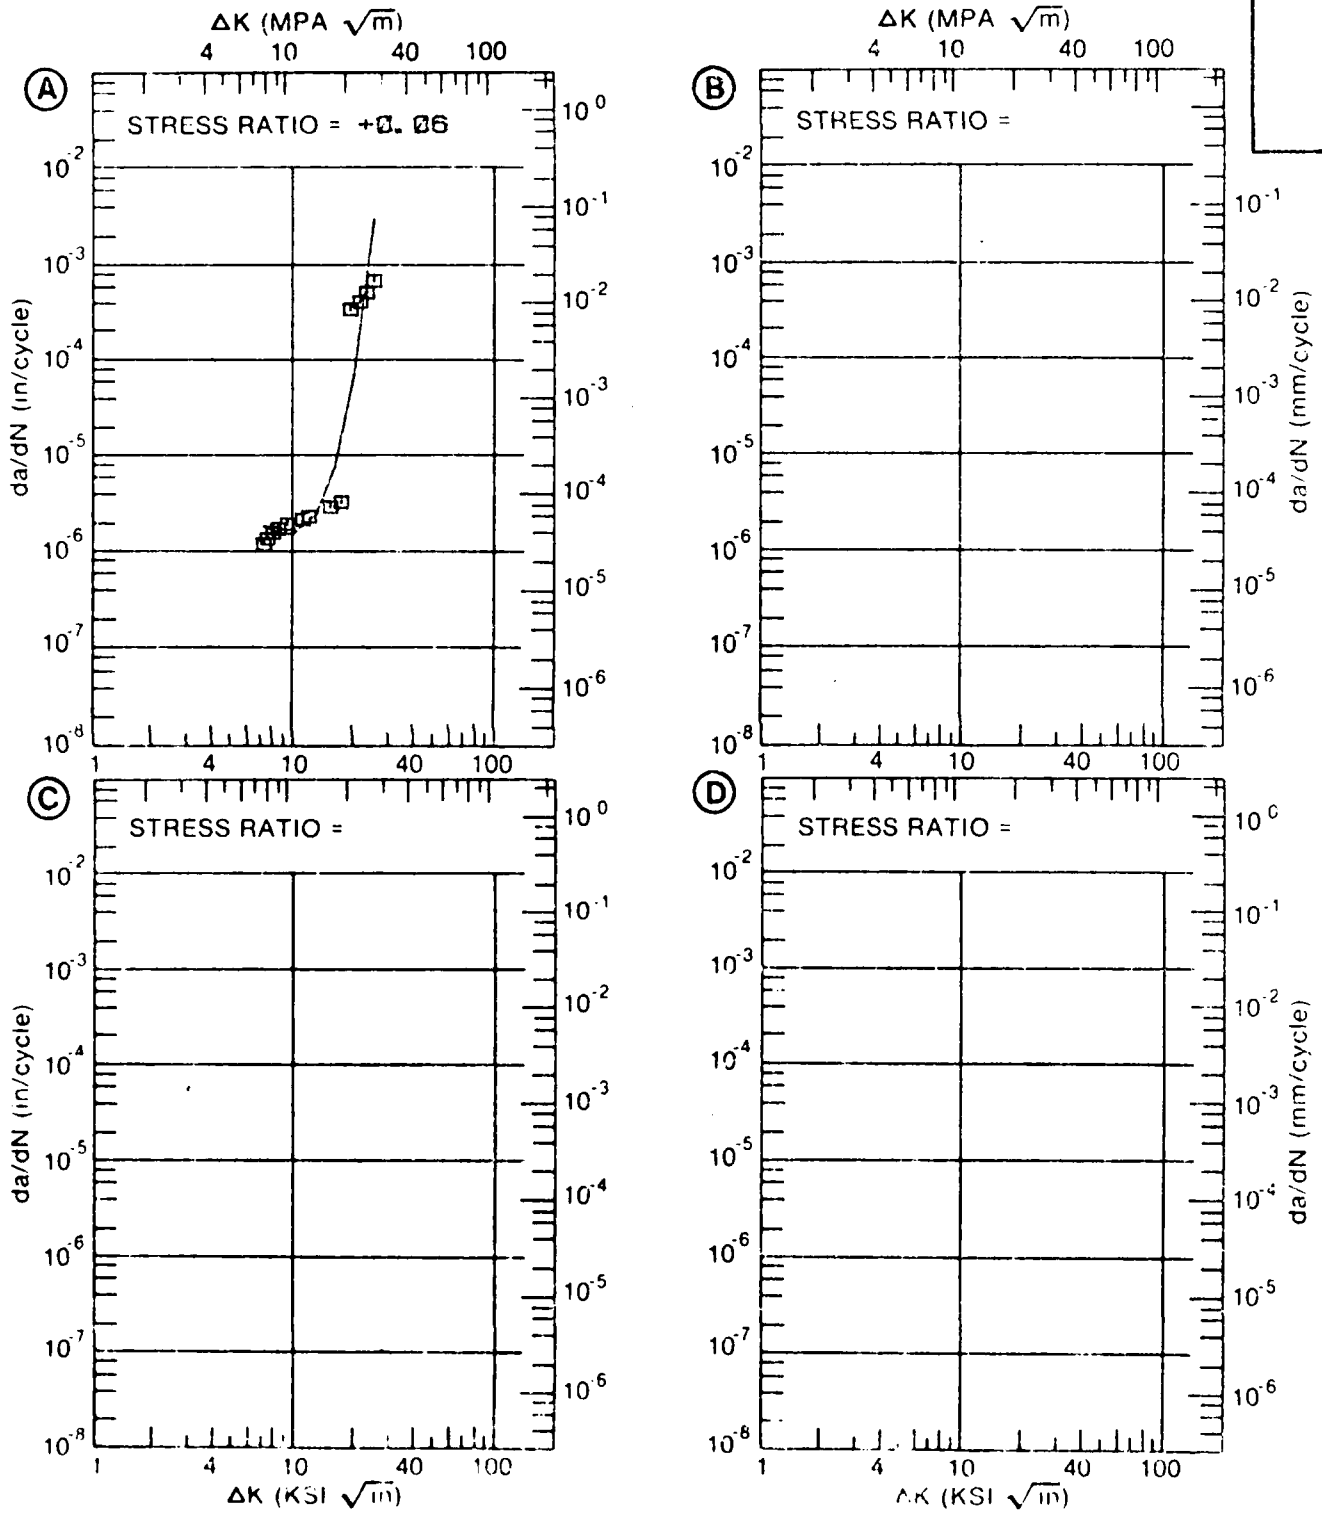 ΔK (MPA √m)
4 10 40 100
ΔK (MPA √m)
4 10 40 100
A
STRESS RATIO = +0.06
10^-2
10^-3
10^-4
10^-5
10^-6
10^-7
10^-8
da/dN (in/cycle)
10^0
10^-1
10^-2
10^-3
10^-4
10^-5
10^-6
1 4 10 40 100
B
STRESS RATIO =
10^-2
10^-3
10^-4
10^-5
10^-6
10^-7
10^-8
10^-1
10^-2
10^-3
10^-4
10^-5
10^-6
da/dN (mm/cycle)
1 4 10 40 100
C
STRESS RATIO =
10^-2
10^-3
10^-4
10^-5
10^-6
10^-7
10^-8
da/dN (in/cycle)
10^0
10^-1
10^-2
10^-3
10^-4
10^-5
10^-6
1 4 10 40 100
ΔK (KSI √in)
D
STRESS RATIO =
10^-2
10^-3
10^-4
10^-5
10^-6
10^-7
10^-8
10^0
10^-1
10^-2
10^-3
10^-4
10^-5
10^-6
da/dN (mm/cycle)
1 4 10 40 100
ΔK (KSI √in)